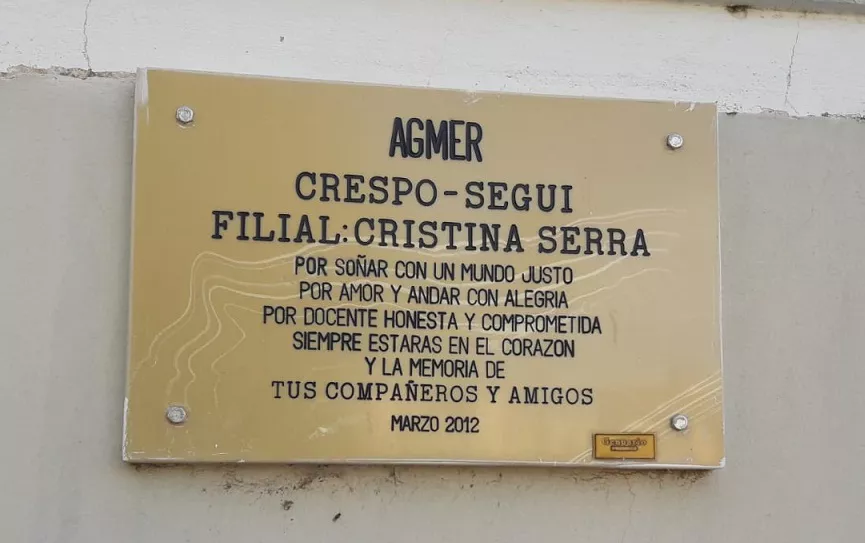 AGMER
CRESPO-SEGUI
FILIAL: CRISTINA SERRA
POR SOÑAR CON UN MUNDO JUSTO
POR AMOR Y ANDAR CON ALEGRIA
POR DOCENTE HONESTA Y COMPROMETIDA
SIEMPRE ESTARAS EN EL CORAZON
Y LA MEMORIA DE
TUS COMPAÑEROS Y AMIGOS
MARZO 2012